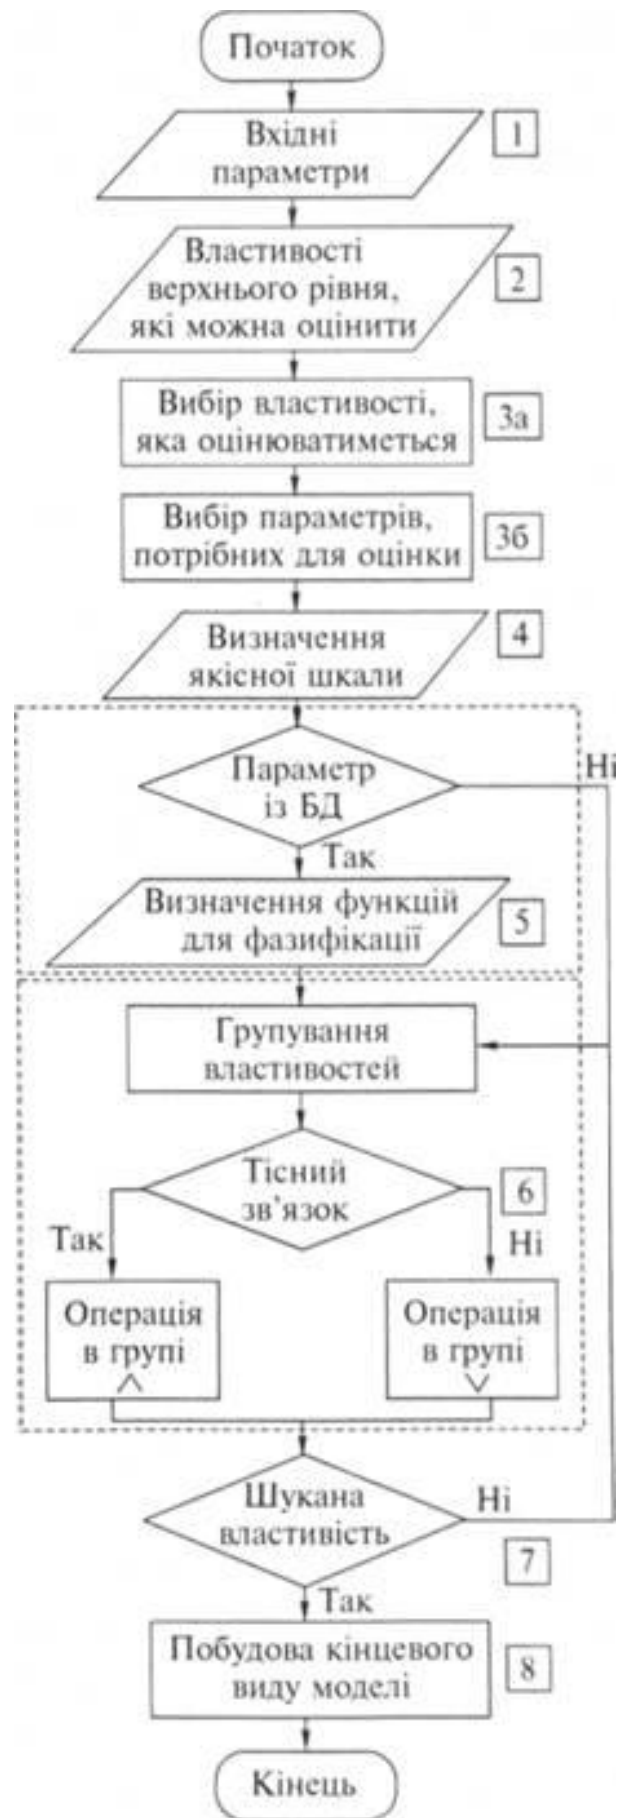 Початок
Вхідні
параметри
1
Властивості
верхнього рівня,
які можна оцінити
2
Вибір властивості,
яка оцінюватиметься
3а
Вибір параметрів,
потрібних для оцінки
3б
Визначення
якісної шкали
4
Параметр
із БД
Ні
Так
Визначення функцій
для фазифікації
5
Групування
властивостей
Тісний
зв'язок
6
Так
Ні
Операція
в групі
∧
Операція
в групі
∨
Шукана
властивість
Ні
7
Так
Побудова кінцевого
виду моделі
8
Кінець